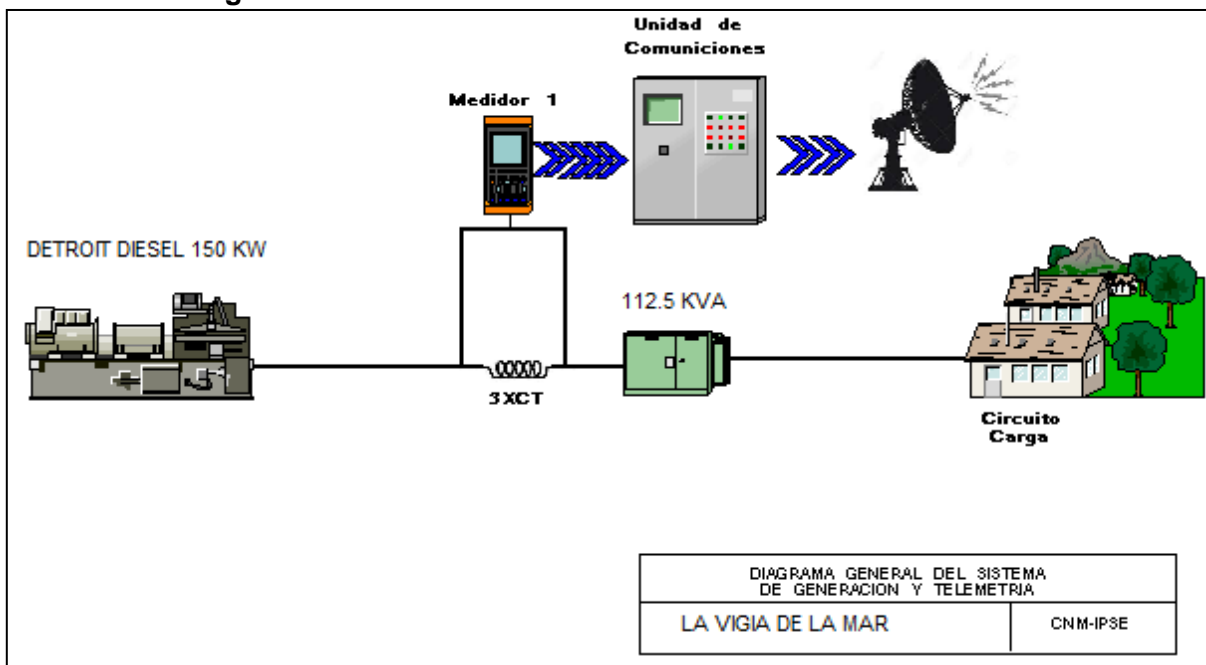 Unidad de
Comuniciones
Medidor 1
DETROIT DIESEL 150 KW
112.5 KVA
3XCT
Circuito
Carga
DIAGRAMA GENERAL DEL SISTEMA
DE GENERACION Y TELEMETRIA
LA VIGIA DE LA MAR
CNM-IPSE